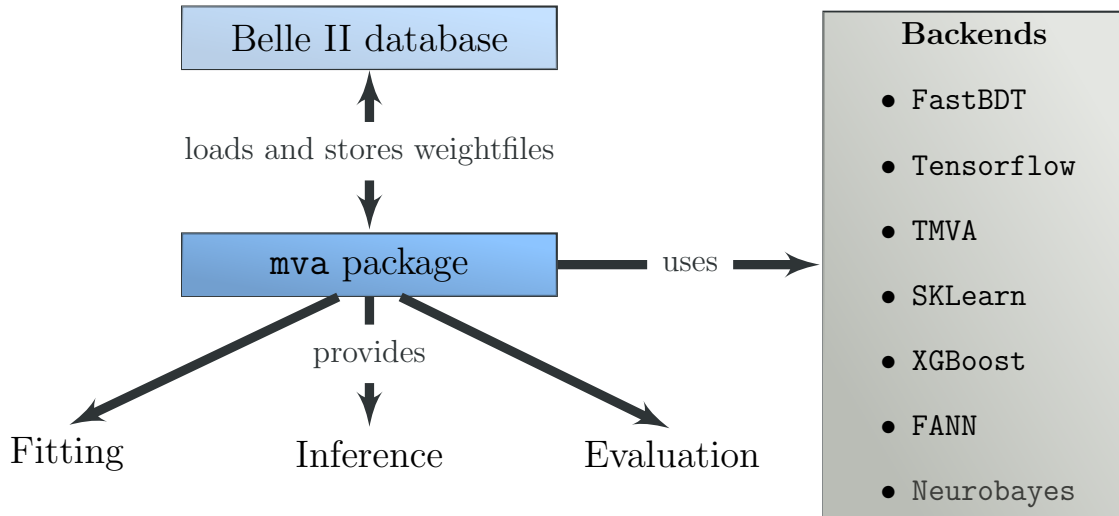 Belle II database
loads and stores weightfiles
mva package
uses
provides
Fitting
Inference
Evaluation
Backends
• FastBDT
• Tensorflow
• TMVA
• SKLearn
• XGBoost
• FANN
• Neurobayes